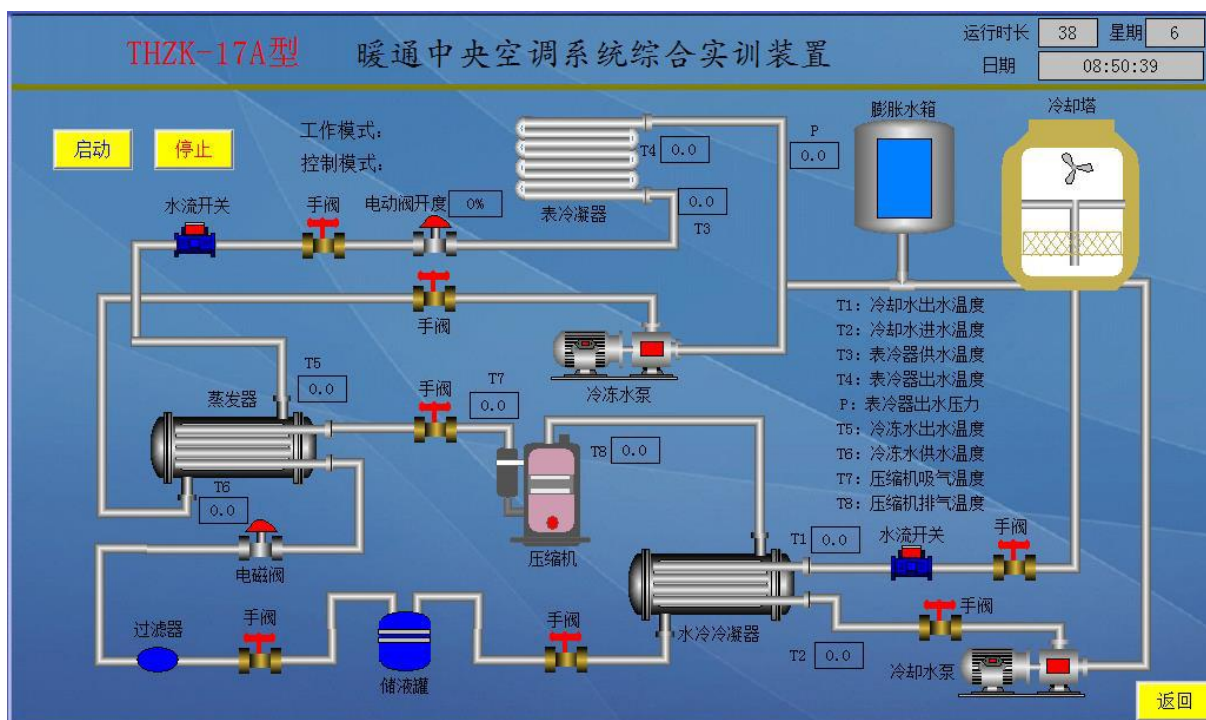 THZK-17A型 暖通中央空调系统综合实训装置
运行时长 38 星期 6
日期 08:50:39
启动
停止
工作模式:
控制模式:
T4 0.0
P
0.0
膨胀水箱
冷却塔
水流开关
手阀
电动阀开度 0%
表冷凝器
0.0
T3
手阀
冷冻水泵
T1: 冷却水出水温度
T2: 冷却水进水温度
T3: 表冷器供水温度
T4: 表冷器出水温度
P: 表冷器出水压力
T5: 冷冻水出水温度
T6: 冷冻水供水温度
T7: 压缩机吸气温度
T8: 压缩机排气温度
T5
0.0
蒸发器
手阀
T7
0.0
T8 0.0
T6
0.0
电磁阀
压缩机
T1 0.0
水流开关
手阀
过滤器
手阀
储液罐
手阀
水冷冷凝器
T2 0.0
手阀
冷却水泵
返回